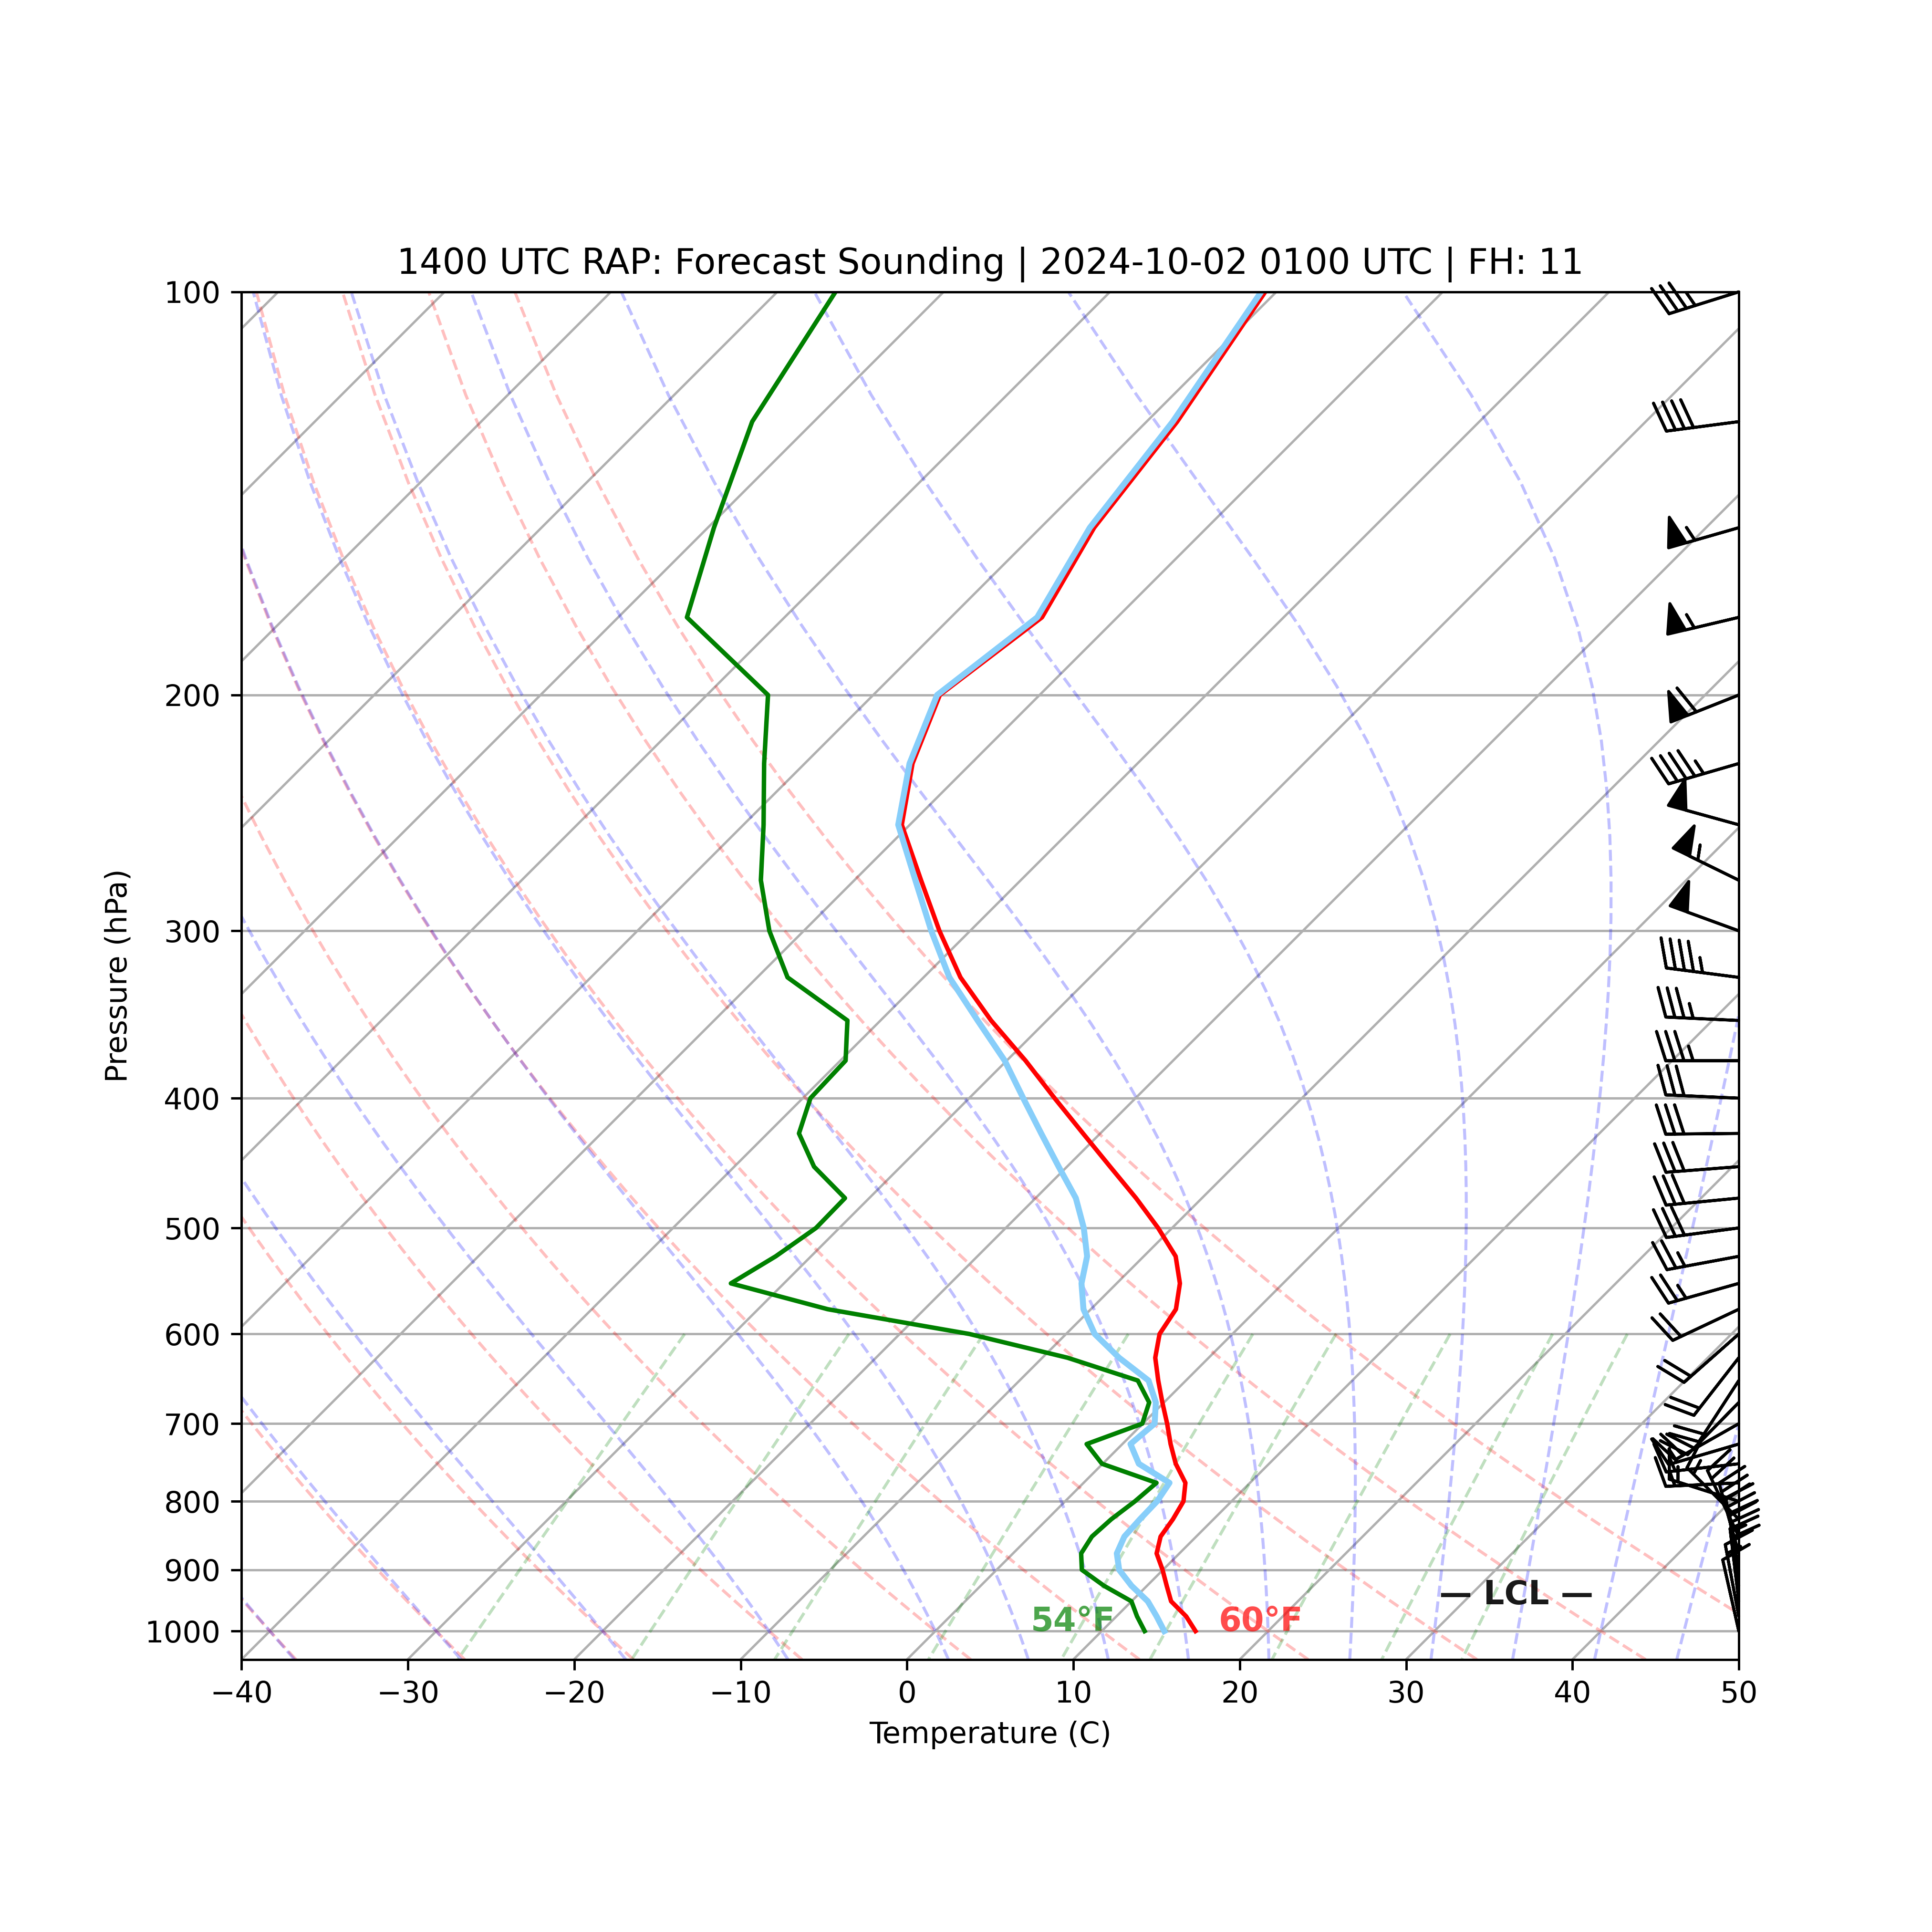 1400 UTC RAP: Forecast Sounding | 2024-10-02 0100 UTC | FH: 11
100
200
300
400
500
600
700
800
900
1000
Pressure (hPa)
— LCL —
54°F 60°F
−40 −30 −20 −10 0 10 20 30 40 50
Temperature (C)